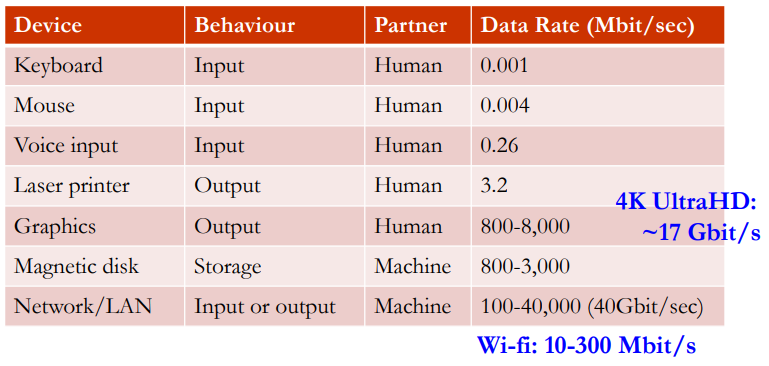 Device Behaviour Partner Data Rate (Mbit/sec)
Keyboard Input Human 0.001
Mouse Input Human 0.004
Voice input Input Human 0.26
Laser printer Output Human 3.2
4K UltraHD:
Graphics Output Human 800-8,000
~17 Gbit/s
Magnetic disk Storage Machine 800-3,000
Network/LAN Input or output Machine 100-40,000 (40Gbit/sec)
Wi-fi: 10-300 Mbit/s